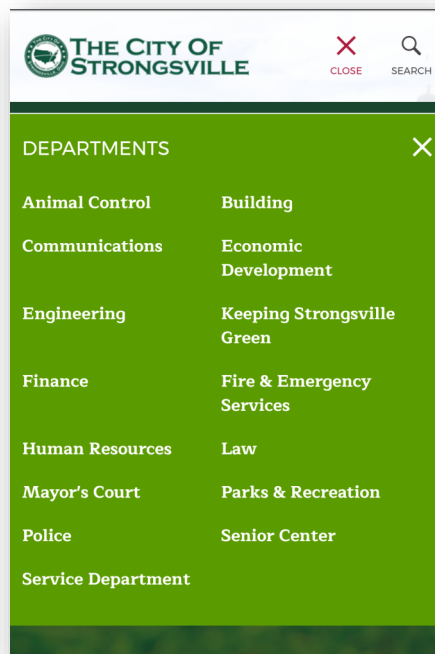 THE CITY OF
STRONGSVILLE
CLOSE
SEARCH
DEPARTMENTS
Animal Control
Building
Communications
Economic
Development
Engineering
Keeping Strongsville
Green
Finance
Fire & Emergency
Services
Human Resources
Law
Mayor's Court
Parks & Recreation
Police
Senior Center
Service Department